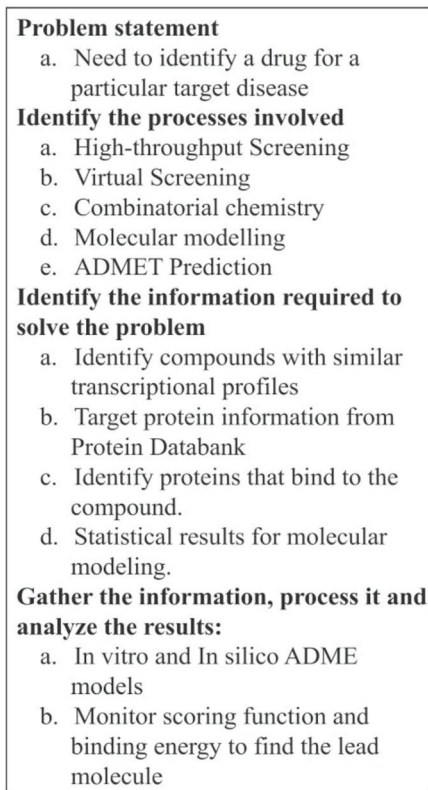 Problem statement
a. Need to identify a drug for a
particular target disease
Identify the processes involved
a. High-throughput Screening
b. Virtual Screening
c. Combinatorial chemistry
d. Molecular modelling
e. ADMET Prediction
Identify the information required to
solve the problem
a. Identify compounds with similar
transcriptional profiles
b. Target protein information from
Protein Databank
c. Identify proteins that bind to the
compound.
d. Statistical results for molecular
modeling.
Gather the information, process it and
analyze the results:
a. In vitro and In silico ADME
models
b. Monitor scoring function and
binding energy to find the lead
molecule